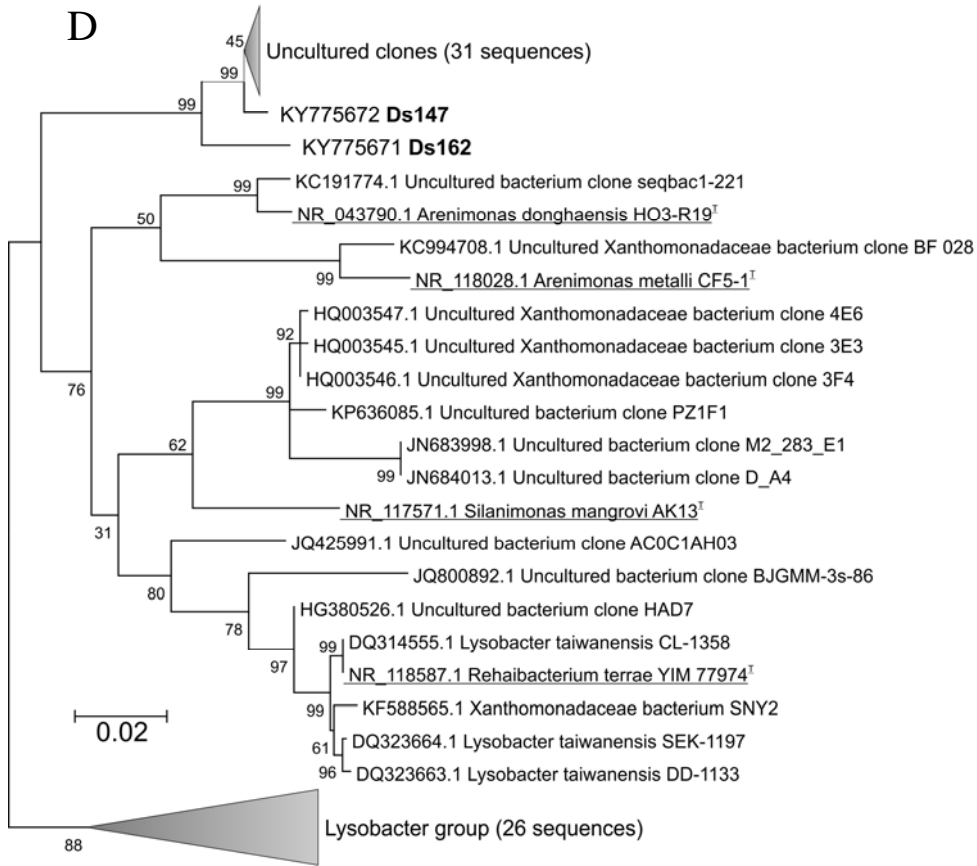 D
45
Uncultured clones (31 sequences)
99
99
KY775672 Ds147
KY775671 Ds162
99
KC191774.1 Uncultured bacterium clone seqbac1-221
NR_043790.1 Arenimonas donghaensis HO3-R19T
50
KC994708.1 Uncultured Xanthomonadaceae bacterium clone BF 028
99
NR_118028.1 Arenimonas metalli CF5-1T
HQ003547.1 Uncultured Xanthomonadaceae bacterium clone 4E6
92
HQ003545.1 Uncultured Xanthomonadaceae bacterium clone 3E3
HQ003546.1 Uncultured Xanthomonadaceae bacterium clone 3F4
76
99
KP636085.1 Uncultured bacterium clone PZ1F1
62
JN683998.1 Uncultured bacterium clone M2_283_E1
99
JN684013.1 Uncultured bacterium clone D_A4
NR_117571.1 Silanimonas mangrovi AK13T
31
JQ425991.1 Uncultured bacterium clone AC0C1AH03
80
JQ800892.1 Uncultured bacterium clone BJGMM-3s-86
HG380526.1 Uncultured bacterium clone HAD7
78
DQ314555.1 Lysobacter taiwanensis CL-1358
99
97
NR_118587.1 Rehaibacterium terrae YIM 77974T
99
KF588565.1 Xanthomonadaceae bacterium SNY2
0.02
61
DQ323664.1 Lysobacter taiwanensis SEK-1197
96
DQ323663.1 Lysobacter taiwanensis DD-1133
88
Lysobacter group (26 sequences)